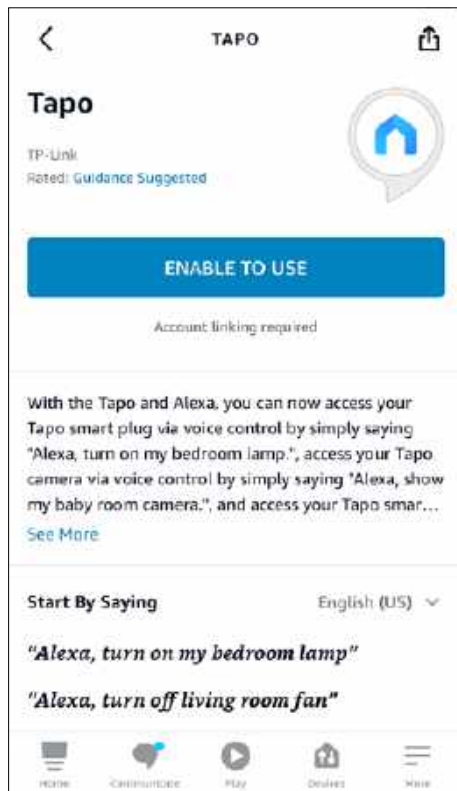 TAPO
Tapo
TP-Link
Rated: Guidance Suggested
ENABLE TO USE
Account linking required
With the Tapo and Alexa, you can now access your
Tapo smart plug via voice control by simply saying
"Alexa, turn on my bedroom lamp.", access your Tapo
camera via voice control by simply saying "Alexa, show
my baby room camera.", and access your Tapo smar...
See More
Start By Saying English (US)
"Alexa, turn on my bedroom lamp"
"Alexa, turn off living room fan"
Home Communicate Play Devices More